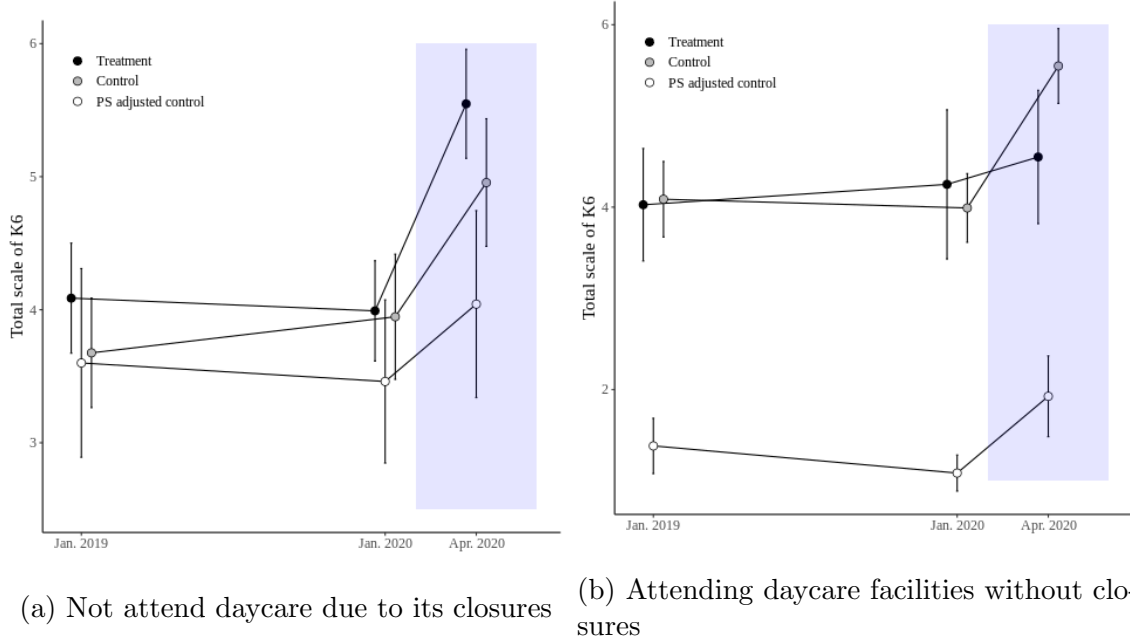 Total scale of K6
6
5
4
3
Treatment
Control
PS adjusted control
Jan. 2019
Jan. 2020
Apr. 2020
(a) Not attend daycare due to its closures
Total scale of K6
6
4
2
Treatment
Control
PS adjusted control
Jan. 2019
Jan. 2020
Apr. 2020
(b) Attending daycare facilities without clo-
sures